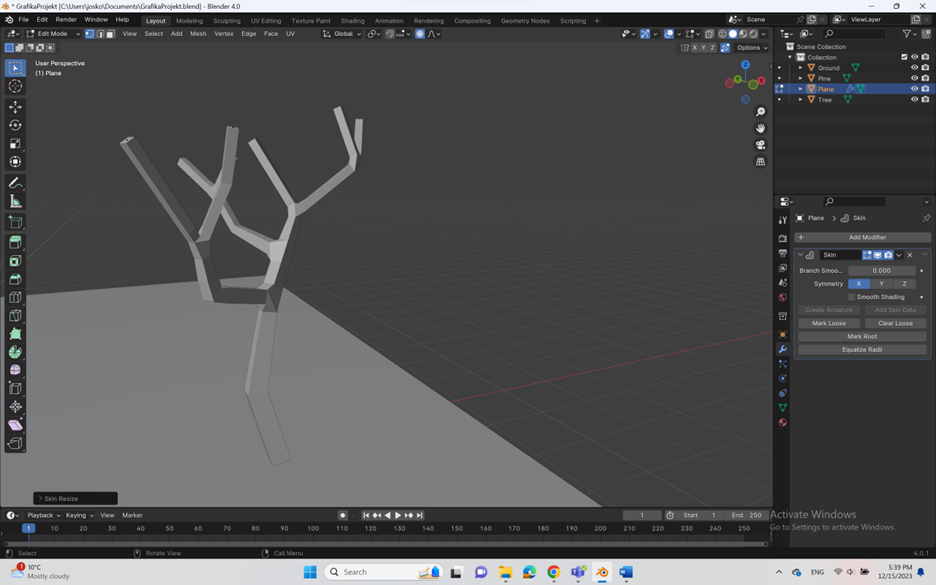 * GrafikaProjekt [C:\Users\josko\Documents\GrafikaProjekt.blend] - Blender 4.0
File Edit Render Window Help Layout Modeling Sculpting UV Editing Texture Paint Shading Animation Rendering Compositing Geometry Nodes Scripting + Scene ViewLayer
Edit Mode View Select Add Mesh Vertex Edge Face UV Global
X Y Z Options
User Perspective
(1) Plane
Z
Y
X
Scene Collection
Collection
Ground
Pine
Plane
Tree
Plane > Skin
Add Modifier
Skin
Branch Smoo... 0.000
Symmetry X Y Z
Smooth Shading
Create Armature Add Skin Data
Mark Loose Clear Loose
Mark Root
Equalize Radii
> Skin Resize
Playback Keying View Marker 1 Start 1 End 250
1 10 20 30 40 50 60 70 80 90 100 110 120 130 140 150 160 170 180 190 200 210 220 230 240 250
Activate Windows
Go to Settings to activate Windows.
Select Rotate View Call Menu 4.0.1
1
10°C
Mostly cloudy
Search
ENG
5:39 PM
12/15/2023